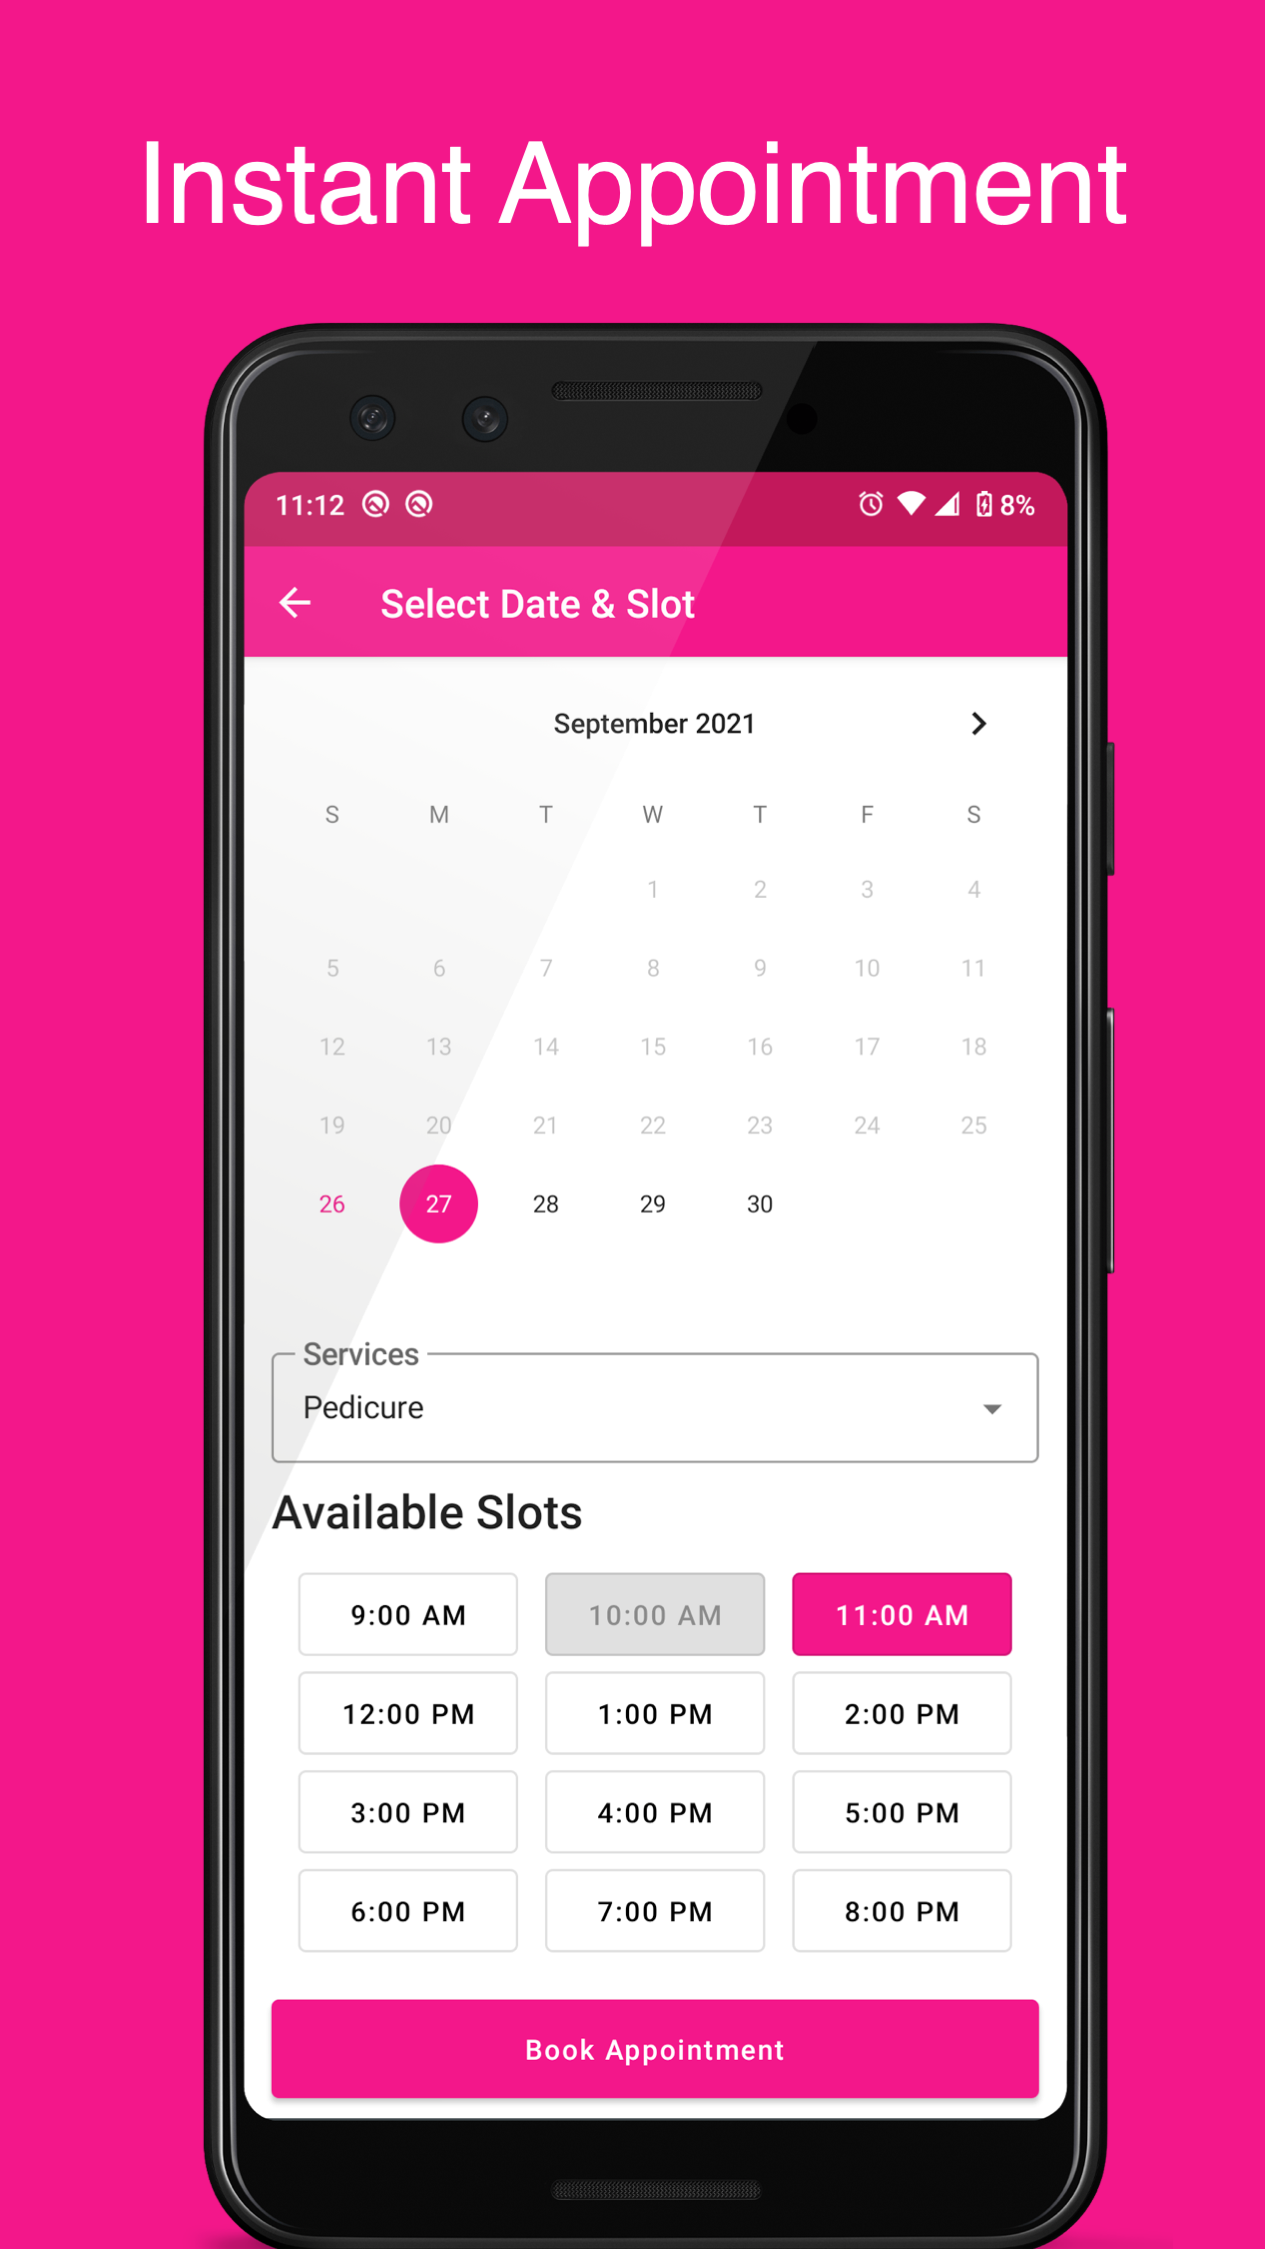 Instant Appointment
11:12 8%
Select Date & Slot
September 2021
S M T W T F S
1 2 3 4
5 6 7 8 9 10 11
12 13 14 15 16 17 18
19 20 21 22 23 24 25
26 27 28 29 30
Services
Pedicure
Available Slots
9:00 AM 10:00 AM 11:00 AM
12:00 PM 1:00 PM 2:00 PM
3:00 PM 4:00 PM 5:00 PM
6:00 PM 7:00 PM 8:00 PM
Book Appointment